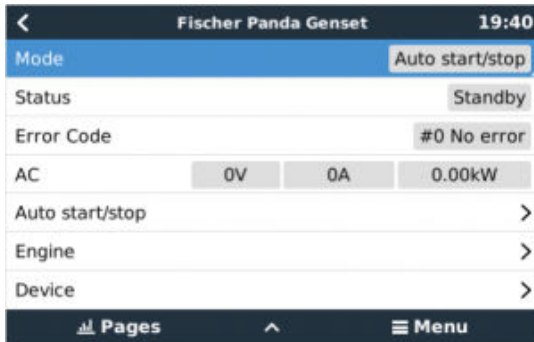 Fischer Panda Genset 19:40
Mode Auto start/stop
Status Standby
Error Code #0 No error
AC 0V 0A 0.00kW
Auto start/stop
Engine
Device
Pages Menu